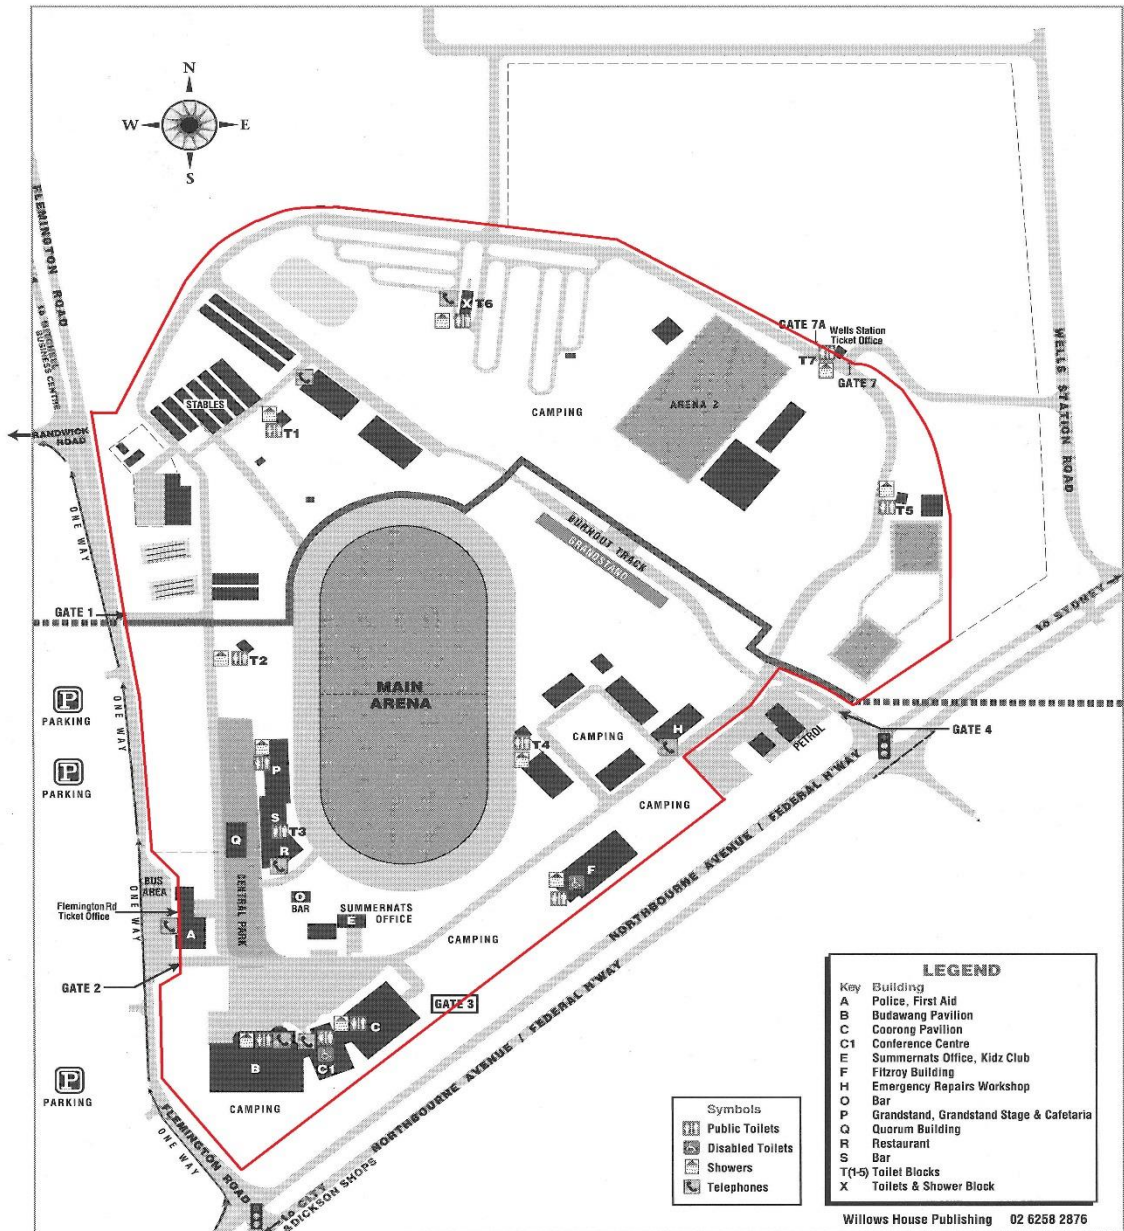 N
W E
S
FLEMINGTON ROAD
to MITCHELL
BUSINESS CENTRE
RANDWICK
ROAD
ONE WAY
STABLES
T1
X T6
CAMPING
ARENA 2
GATE 7A
Wells Station
Ticket Office
T7
GATE 7
WELLS STATION ROAD
T5
BURNOUT TRACK
GRANDSTAND
to SYDNEY
GATE 1
T2
P
PARKING
ONE WAY
MAIN
ARENA
P
PARKING
CAMPING
H
T4
PETROL
GATE 4
CAMPING
P
S
T3
R
Q
CENTRAL PARK
BUS
AREA
ONE WAY
Flemington Rd
Ticket Office
A
O
BAR
SUMMERNATS
OFFICE
E
F
CAMPING
GATE 2
GATE 3
C
B
C1
CAMPING
P
PARKING
FLEMINGTON ROAD
ONE WAY
to CITY
&DICKSON SHOPS
NORTHBOURNE AVENUE / FEDERAL H'WAY
NORTHBOURNE AVENUE / FEDERAL H'WAY
Symbols
Public Toilets
Disabled Toilets
Showers
Telephones
LEGEND
Key Building
A Police, First Aid
B Budawang Pavilion
C Coorong Pavilion
C1 Conference Centre
E Summernats Office, Kidz Club
F Fitzroy Building
H Emergency Repairs Workshop
O Bar
P Grandstand, Grandstand Stage & Cafetaria
Q Quorum Building
R Restaurant
S Bar
T(1-5) Toilet Blocks
X Toilets & Shower Block
Willows House Publishing 02 6258 2876